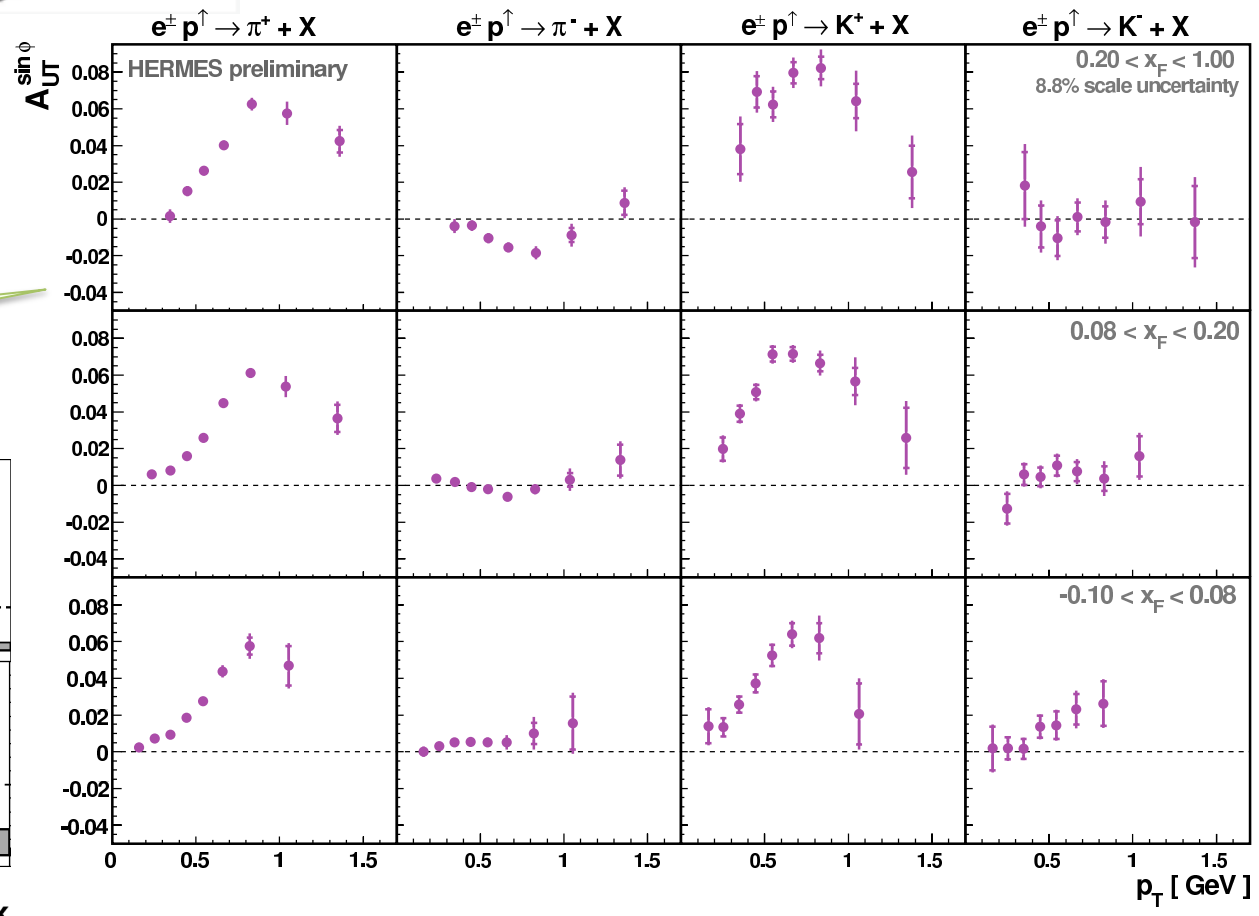 e± p↑ → π+ + X
e± p↑ → π- + X
e± p↑ → K+ + X
e± p↑ → K- + X
A_UT^sin ϕ
HERMES preliminary
0.20 < x_F < 1.00
8.8% scale uncertainty
0.08
0.06
0.04
0.02
0
-0.02
-0.04
0.08 < x_F < 0.20
0.08
0.06
0.04
0.02
0
-0.02
-0.04
-0.10 < x_F < 0.08
0.08
0.06
0.04
0.02
0
-0.02
-0.04
0 0.5 1 1.5 0.5 1 1.5 0.5 1 1.5 0.5 1 1.5
p_T [ GeV ]